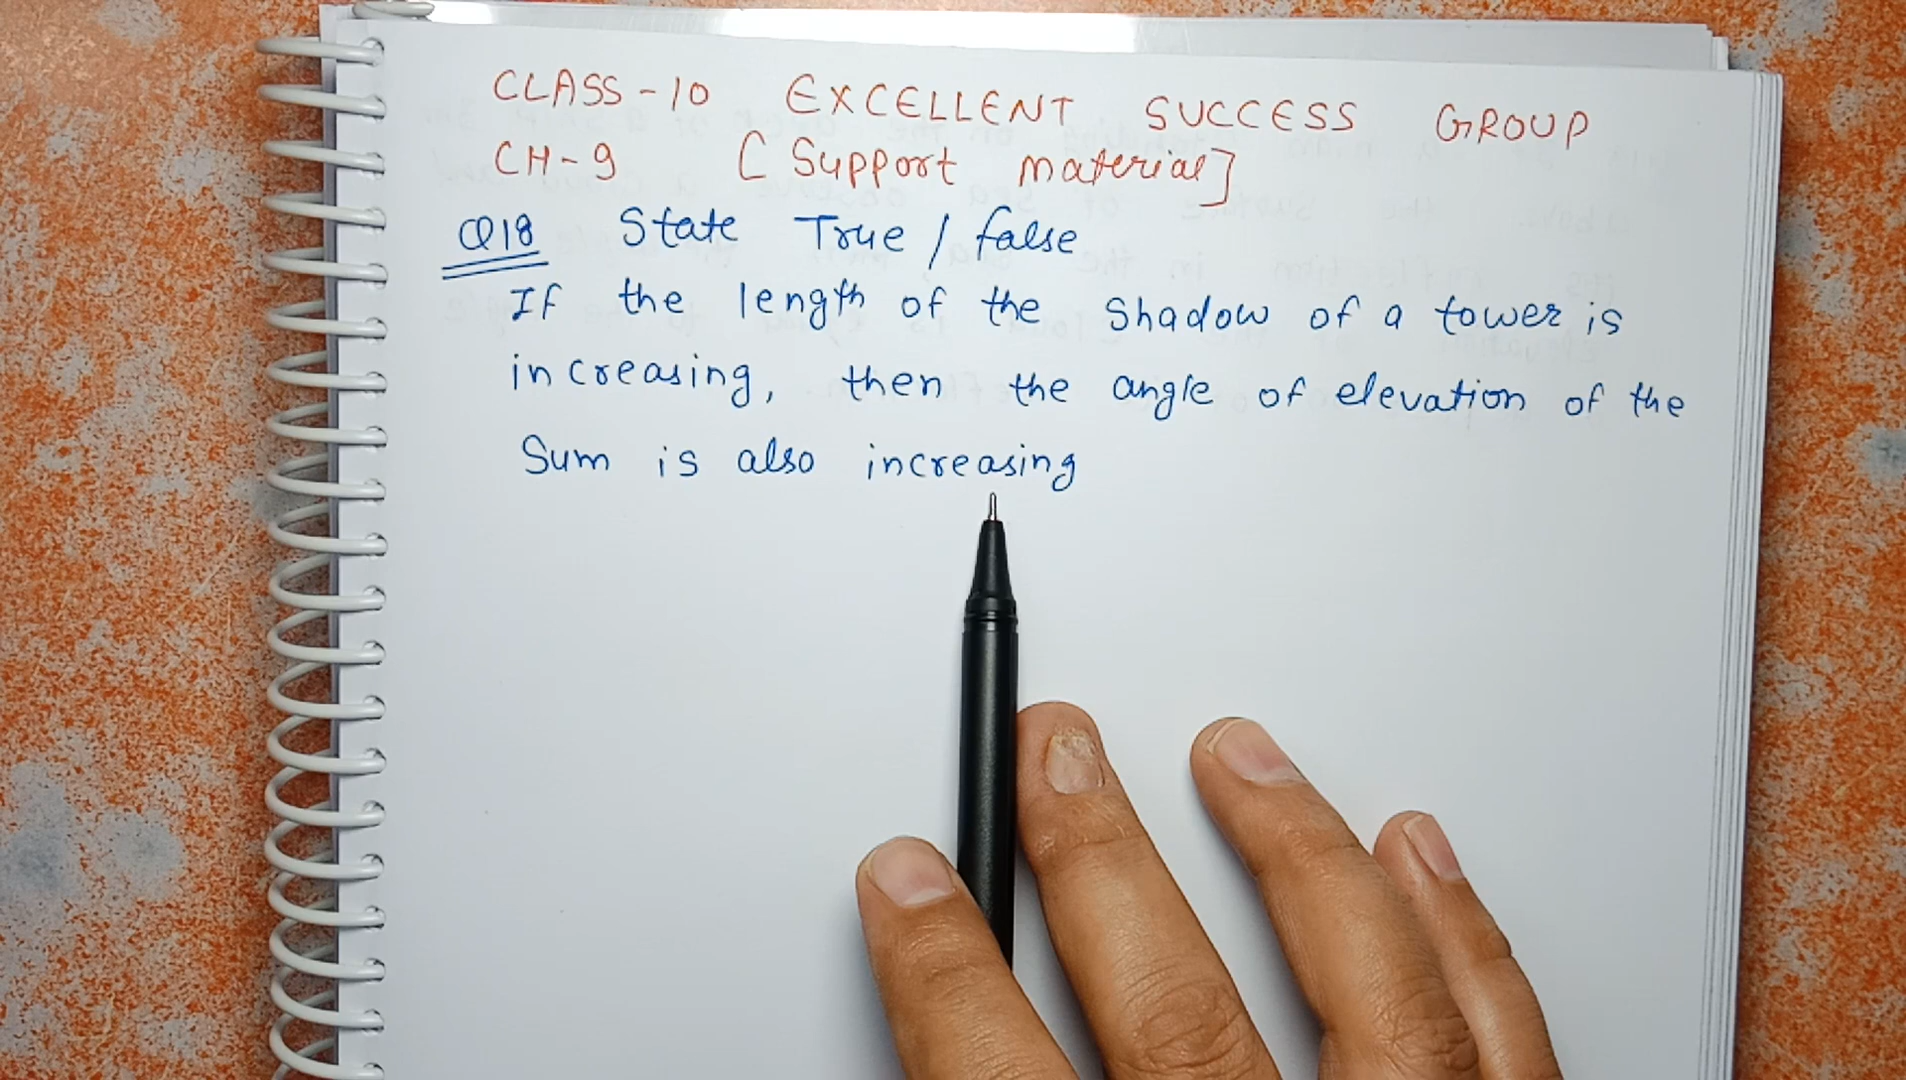 CLASS-10 EXCELLENT SUCCESS GROUP
CH-9 [Support material]
Q18 State True / false
If the length of the shadow of a tower is
increasing, then the angle of elevation of the
Sum is also increasing